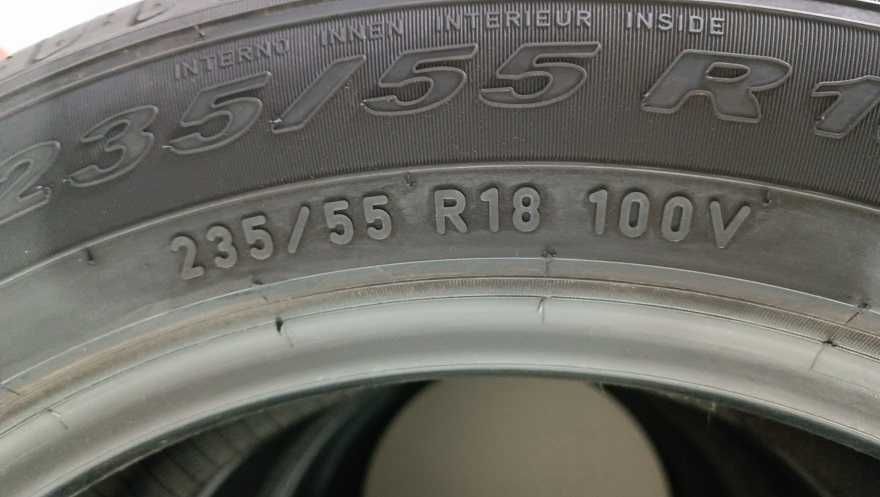 INTERNO INNEN INTERIEUR INSIDE
235/55 R1
235/55 R18 100V